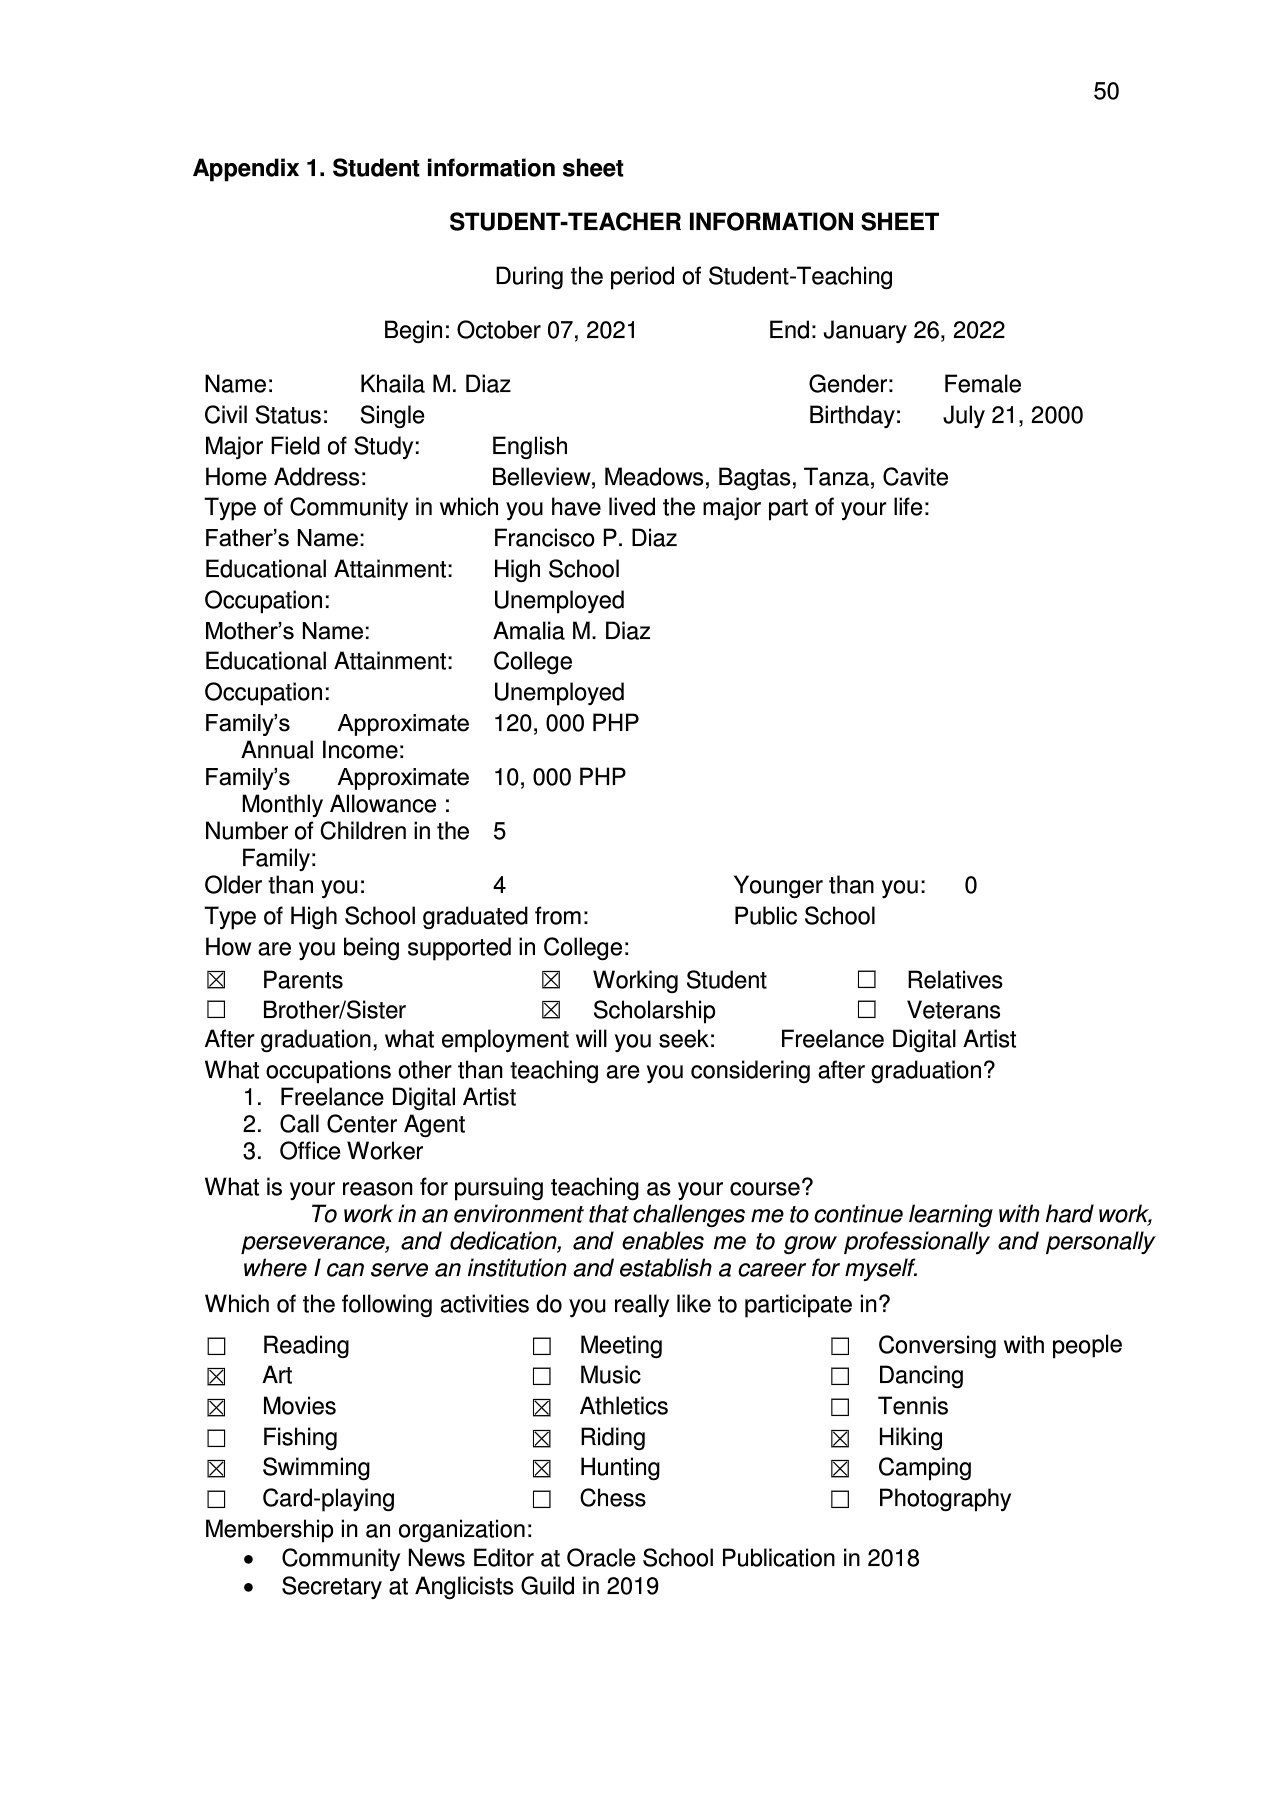 50
Appendix 1. Student information sheet
STUDENT-TEACHER INFORMATION SHEET
During the period of Student-Teaching
Begin: October 07, 2021 End: January 26, 2022
Name: Khaila M. Diaz Gender: Female
Civil Status: Single Birthday: July 21, 2000
Major Field of Study: English
Home Address: Belleview, Meadows, Bagtas, Tanza, Cavite
Type of Community in which you have lived the major part of your life:
Father’s Name: Francisco P. Diaz
Educational Attainment: High School
Occupation: Unemployed
Mother’s Name: Amalia M. Diaz
Educational Attainment: College
Occupation: Unemployed
Family’s Approximate 120, 000 PHP
Annual Income:
Family’s Approximate 10, 000 PHP
Monthly Allowance :
Number of Children in the 5
Family:
Older than you: 4 Younger than you: 0
Type of High School graduated from: Public School
How are you being supported in College:
☒ Parents ☒ Working Student ☐ Relatives
☐ Brother/Sister ☒ Scholarship ☐ Veterans
After graduation, what employment will you seek: Freelance Digital Artist
What occupations other than teaching are you considering after graduation?
1. Freelance Digital Artist
2. Call Center Agent
3. Office Worker
What is your reason for pursuing teaching as your course?
To work in an environment that challenges me to continue learning with hard work,
perseverance, and dedication, and enables me to grow professionally and personally
where I can serve an institution and establish a career for myself.
Which of the following activities do you really like to participate in?
☐ Reading ☐ Meeting ☐ Conversing with people
☒ Art ☐ Music ☐ Dancing
☒ Movies ☒ Athletics ☐ Tennis
☐ Fishing ☒ Riding ☒ Hiking
☒ Swimming ☒ Hunting ☒ Camping
☐ Card-playing ☐ Chess ☐ Photography
Membership in an organization:
• Community News Editor at Oracle School Publication in 2018
• Secretary at Anglicists Guild in 2019